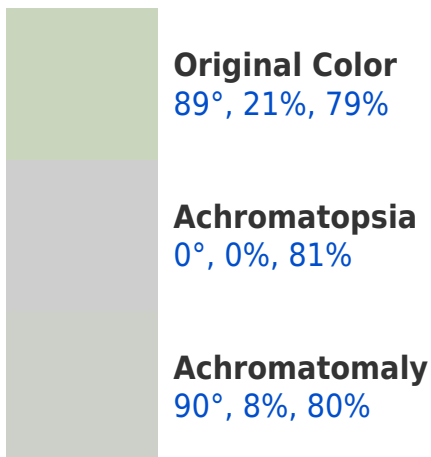 Original Color
89°, 21%, 79%
Achromatopsia
0°, 0%, 81%
Achromatomaly
90°, 8%, 80%